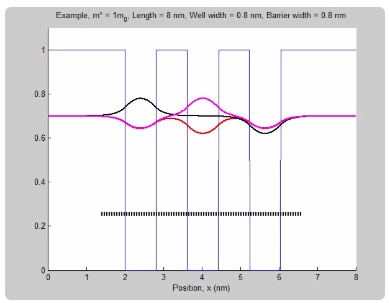 Example, m* = 1m0, Length = 8 nm, Well width = 0.8 nm, Barrier width = 0.8 nm
1
0.8
0.6
0.4
0.2
0
0 1 2 3 4 5 6 7 8
Position, x (nm)